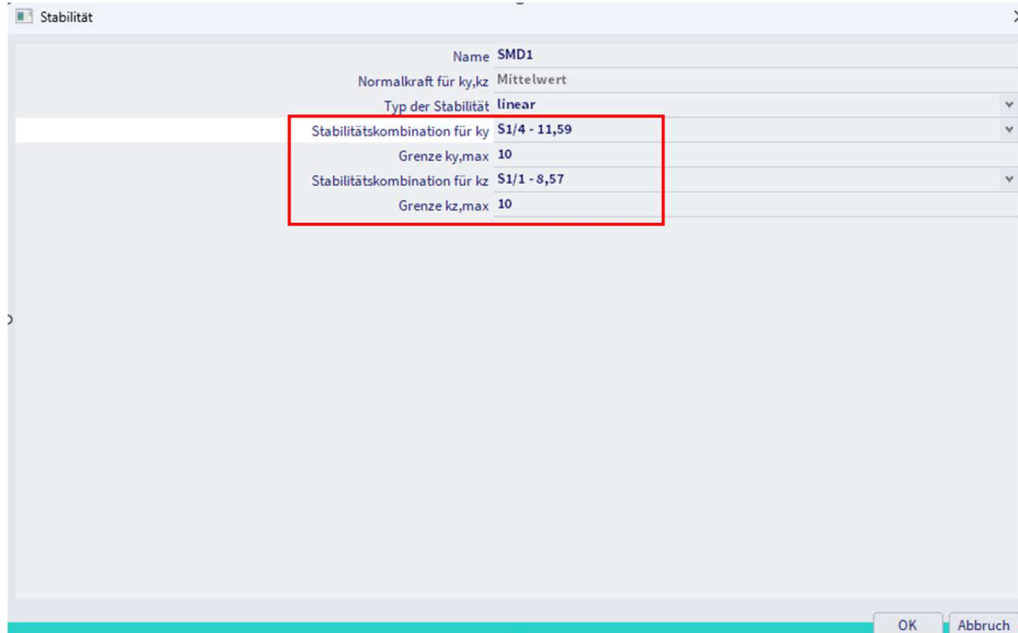 Stabilität
Name SMD1
Normalkraft für ky,kz Mittelwert
Typ der Stabilität linear
Stabilitätskombination für ky S1/4 - 11,59
Grenze ky,max 10
Stabilitätskombination für kz S1/1 - 8,57
Grenze kz,max 10
OK Abbruch